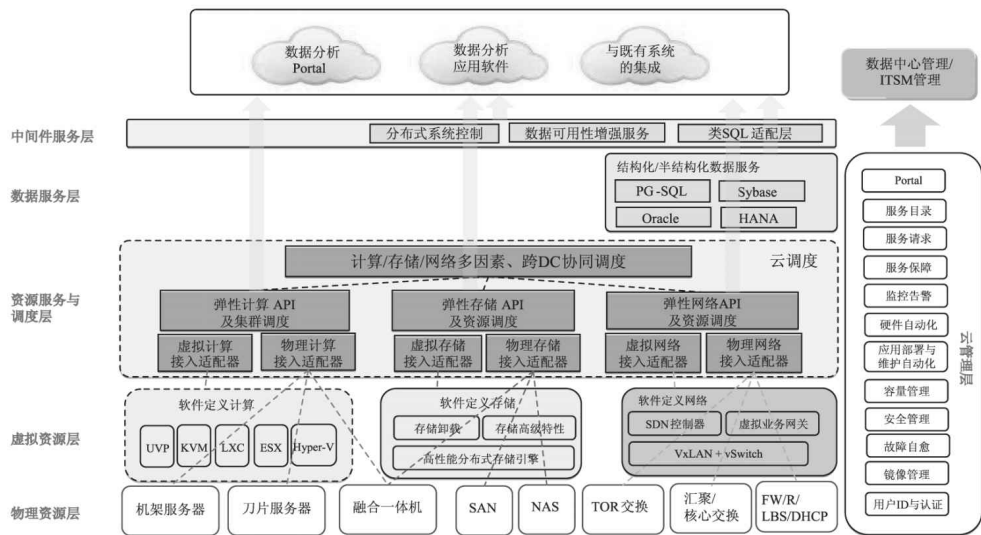 数据分析
Portal
数据分析
应用软件
与既有系统
的集成
数据中心管理/
ITSM管理
中间件服务层
分布式系统控制
数据可用性增强服务
类SQL适配层
数据服务层
结构化/半结构化数据服务
PG-SQL
Sybase
Oracle
HANA
资源服务与
调度层
计算/存储/网络多因素、跨DC协同调度
云调度
弹性计算 API
及集群调度
弹性存储 API
及资源调度
弹性网络API
及资源调度
虚拟计算
接入适配器
物理计算
接入适配器
虚拟存储
接入适配器
物理存储
接入适配器
虚拟网络
接入适配器
物理网络
接入适配器
虚拟资源层
软件定义计算
UVP
KVM
LXC
ESX
Hyper-V
软件定义存储
存储卸载
存储高级特性
高性能分布式存储引擎
软件定义网络
SDN控制器
虚拟业务网关
VxLAN + vSwitch
物理资源层
机架服务器
刀片服务器
融合一体机
SAN
NAS
TOR交换
汇聚/
核心交换
FW/R/
LBS/DHCP
Portal
服务目录
服务请求
服务保障
监控告警
硬件自动化
应用部署与
维护自动化
容量管理
安全管理
故障自愈
镜像管理
用户ID与认证
云管理层